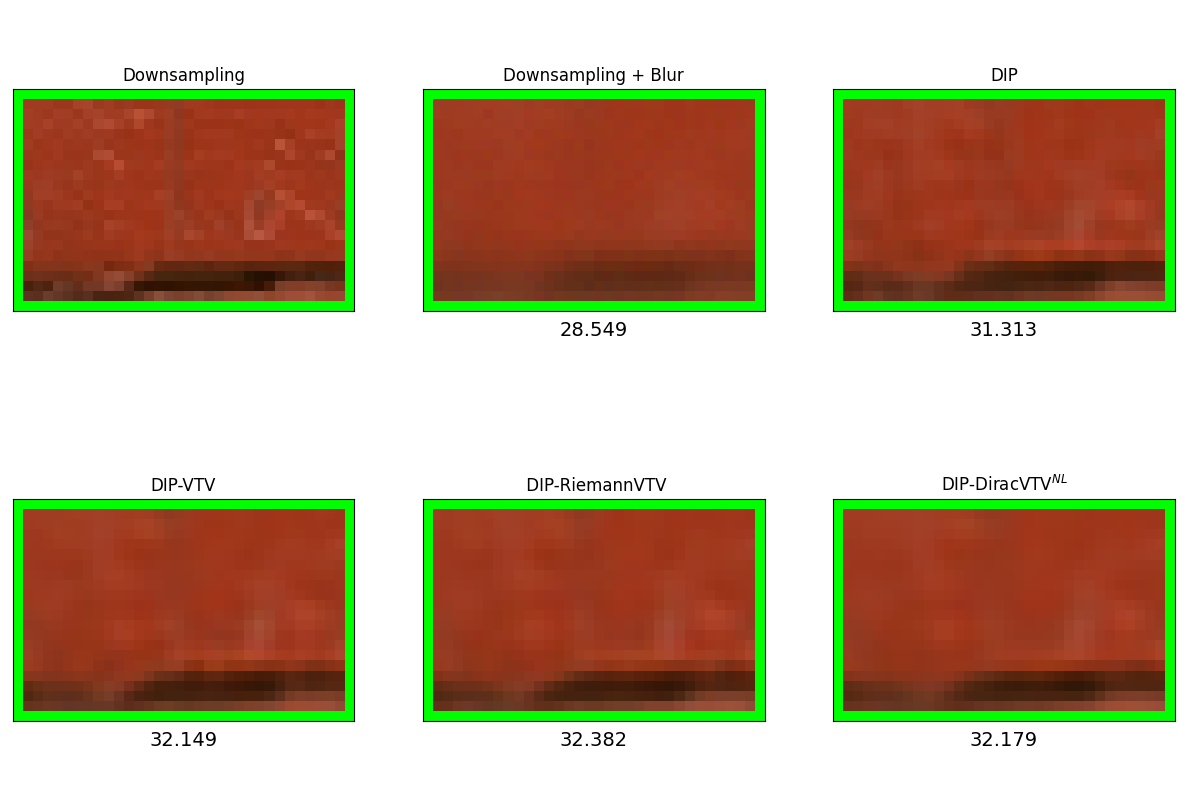 Downsampling
Downsampling + Blur
DIP
28.549
31.313
DIP-VTV
DIP-RiemannVTV
DIP-DiracVTV^{NL}
32.149
32.382
32.179